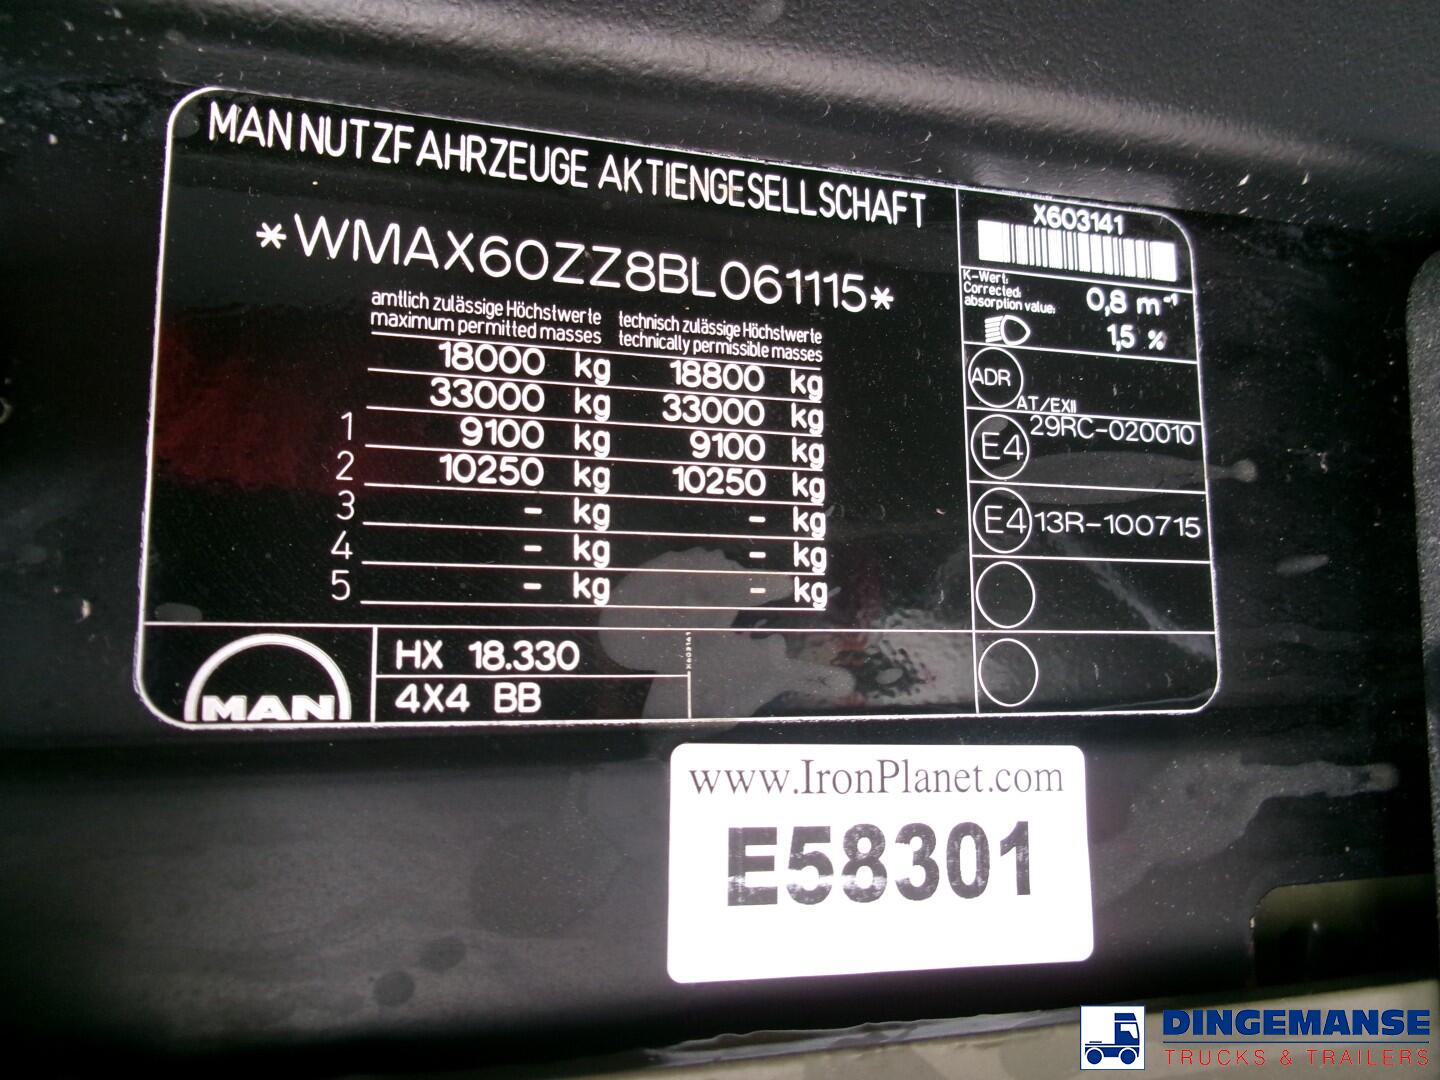 MAN NUTZFAHRZEUGE AKTIENGESELLSCHAFT
*WMAX60ZZ8BL061115*
amtlich zulässige Höchstwerte
maximum permitted masses
technisch zulässige Höchstwerte
technically permissible masses
18000 kg 18800 kg
33000 kg 33000 kg
1 9100 kg 9100 kg
2 10250 kg 10250 kg
3 - kg - kg
4 - kg - kg
5 - kg - kg
MAN
HX 18.330
4X4 BB
X603141
X603141
K-Wert:
Corrected:
absorption value:
0,8 m⁻¹
1,5 %
ADR
AT/EXII
E4 29RC-020010
E4 13R-100715
www.IronPlanet.com
E58301
DINGEMANSE
TRUCKS & TRAILERS